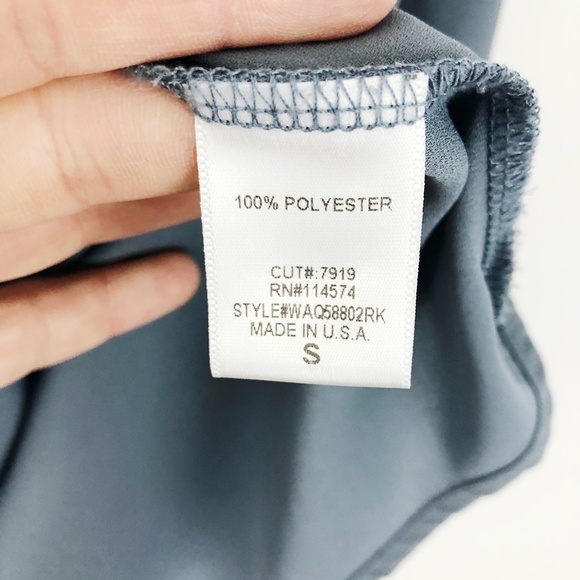 100% POLYESTER
CUT#:7919
RN#114574
STYLE#WAQ58802RK
MADE IN U.S.A.
S